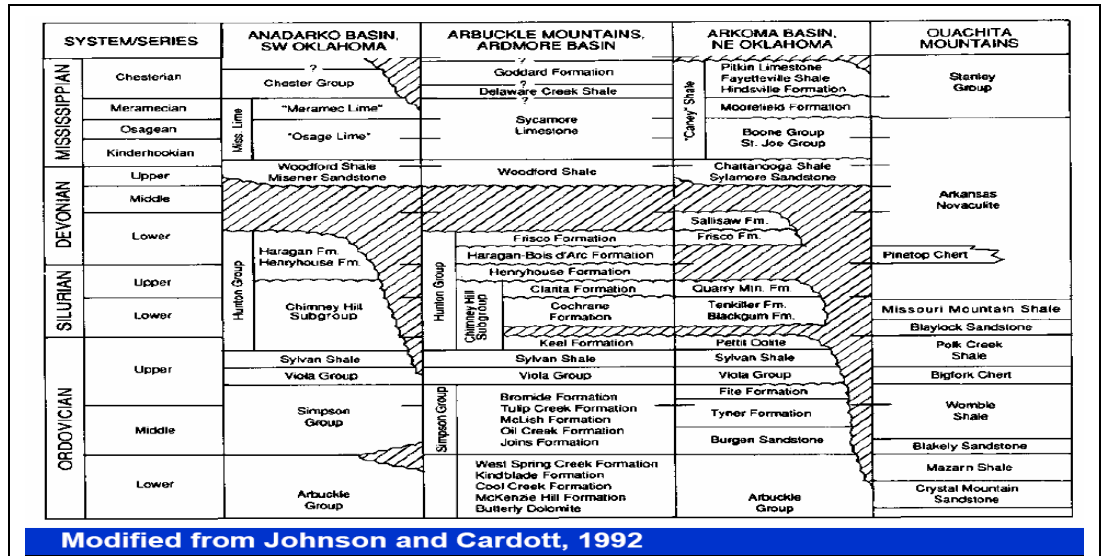 SYSTEM/SERIES
ANADARKO BASIN,
SW OKLAHOMA
ARBUCKLE MOUNTAINS,
ARDMORE BASIN
ARKOMA BASIN,
NE OKLAHOMA
OUACHITA
MOUNTAINS
MISSISSIPPIAN
Chesterian
Meramecian
Osagean
Kinderhookian
DEVONIAN
Upper
Middle
Lower
SILURIAN
Upper
Lower
ORDOVICIAN
Upper
Middle
Lower
?
Chester Group
?
Miss. Lime
"Meramec Lime"
"Osage Lime"
Woodford Shale
Misener Sandstone
Hunton Group
Haragan Fm.
Henryhouse Fm.
Chimney Hill
Subgroup
Sylvan Shale
Viola Group
Simpson
Group
Arbuckle
Group
?
Goddard Formation
?
Delaware Creek Shale
?
Sycamore
Limestone
Woodford Shale
Hunton Group
Frisco Formation
Haragan-Bois d'Arc Formation
Henryhouse Formation
Chimney Hill
Subgroup
Clarita Formation
Cochrane
Formation
Keel Formation
Sylvan Shale
Viola Group
Simpson Group
Bromide Formation
Tulip Creek Formation
McLish Formation
Oil Creek Formation
Joins Formation
West Spring Creek Formation
Kindblade Formation
Cool Creek Formation
McKenzie Hill Formation
Butterly Dolomite
"Caney" Shale
Pitkin Limestone
Fayetteville Shale
Hindsville Formation
Moorefield Formation
Boone Group
St. Joe Group
Chattanooga Shale
Sylamore Sandstone
Sallisaw Fm.
Frisco Fm.
Quarry Mtn. Fm.
Tenkiller Fm.
Blackgum Fm.
Pettit Oolite
Sylvan Shale
Viola Group
Fite Formation
Tyner Formation
Burgen Sandstone
Arbuckle
Group
Stanley
Group
Arkansas
Novaculite
Pinetop Chert
Missouri Mountain Shale
Blaylock Sandstone
Polk Creek
Shale
Bigfork Chert
Womble
Shale
Blakely Sandstone
Mazarn Shale
Crystal Mountain
Sandstone
Modified from Johnson and Cardott, 1992